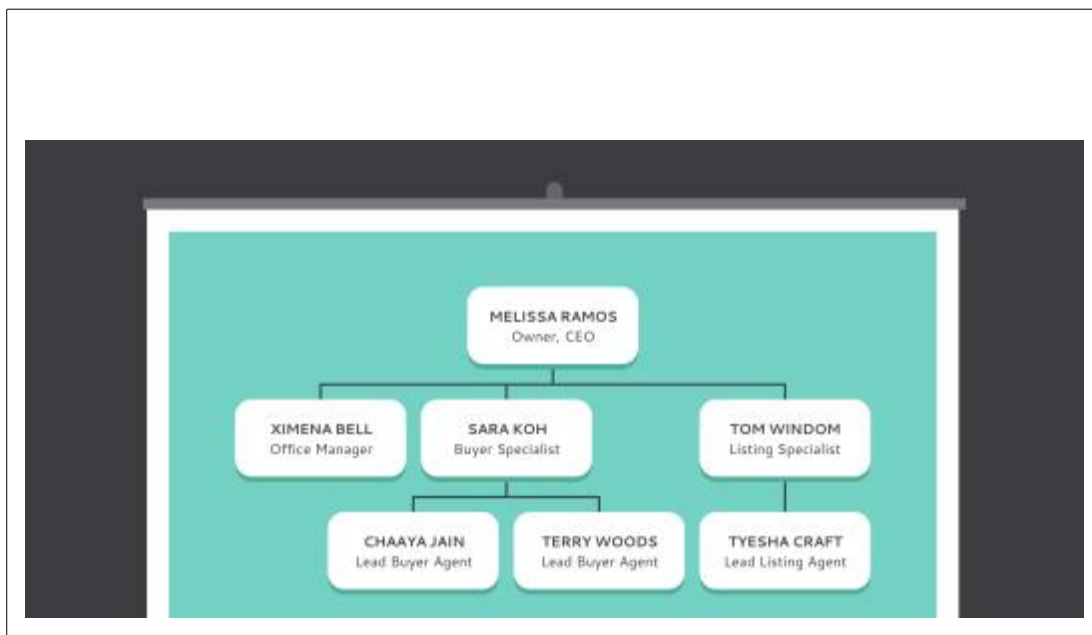 MELISSA RAMOS
Owner, CEO
XIMENA BELL
Office Manager
SARA KOH
Buyer Specialist
TOM WINDOM
Listing Specialist
CHAAYA JAIN
Lead Buyer Agent
TERRY WOODS
Lead Buyer Agent
TYESHA CRAFT
Lead Listing Agent